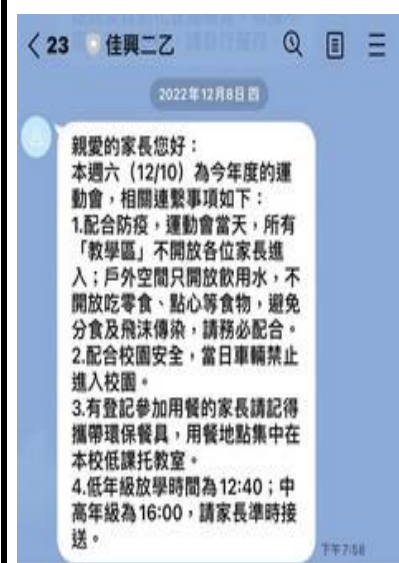 23 佳興二乙
2022年12月8日 四
親愛的家長您好：
本週六（12/10）為今年度的運
動會，相關連繫事項如下：
1.配合防疫，運動會當天，所有
「教學區」不開放各位家長進
入；戶外空間只開放飲用水，不
開放吃零食、點心等食物，避免
分食及飛沫傳染，請務必配合。
2.配合校園安全，當日車輛禁止
進入校園。
3.有登記參加用餐的家長請記得
攜帶環保餐具，用餐地點集中在
本校低課托教室。
4.低年級放學時間為12:40；中
高年級為16:00，請家長準時接
送。
下午7:58